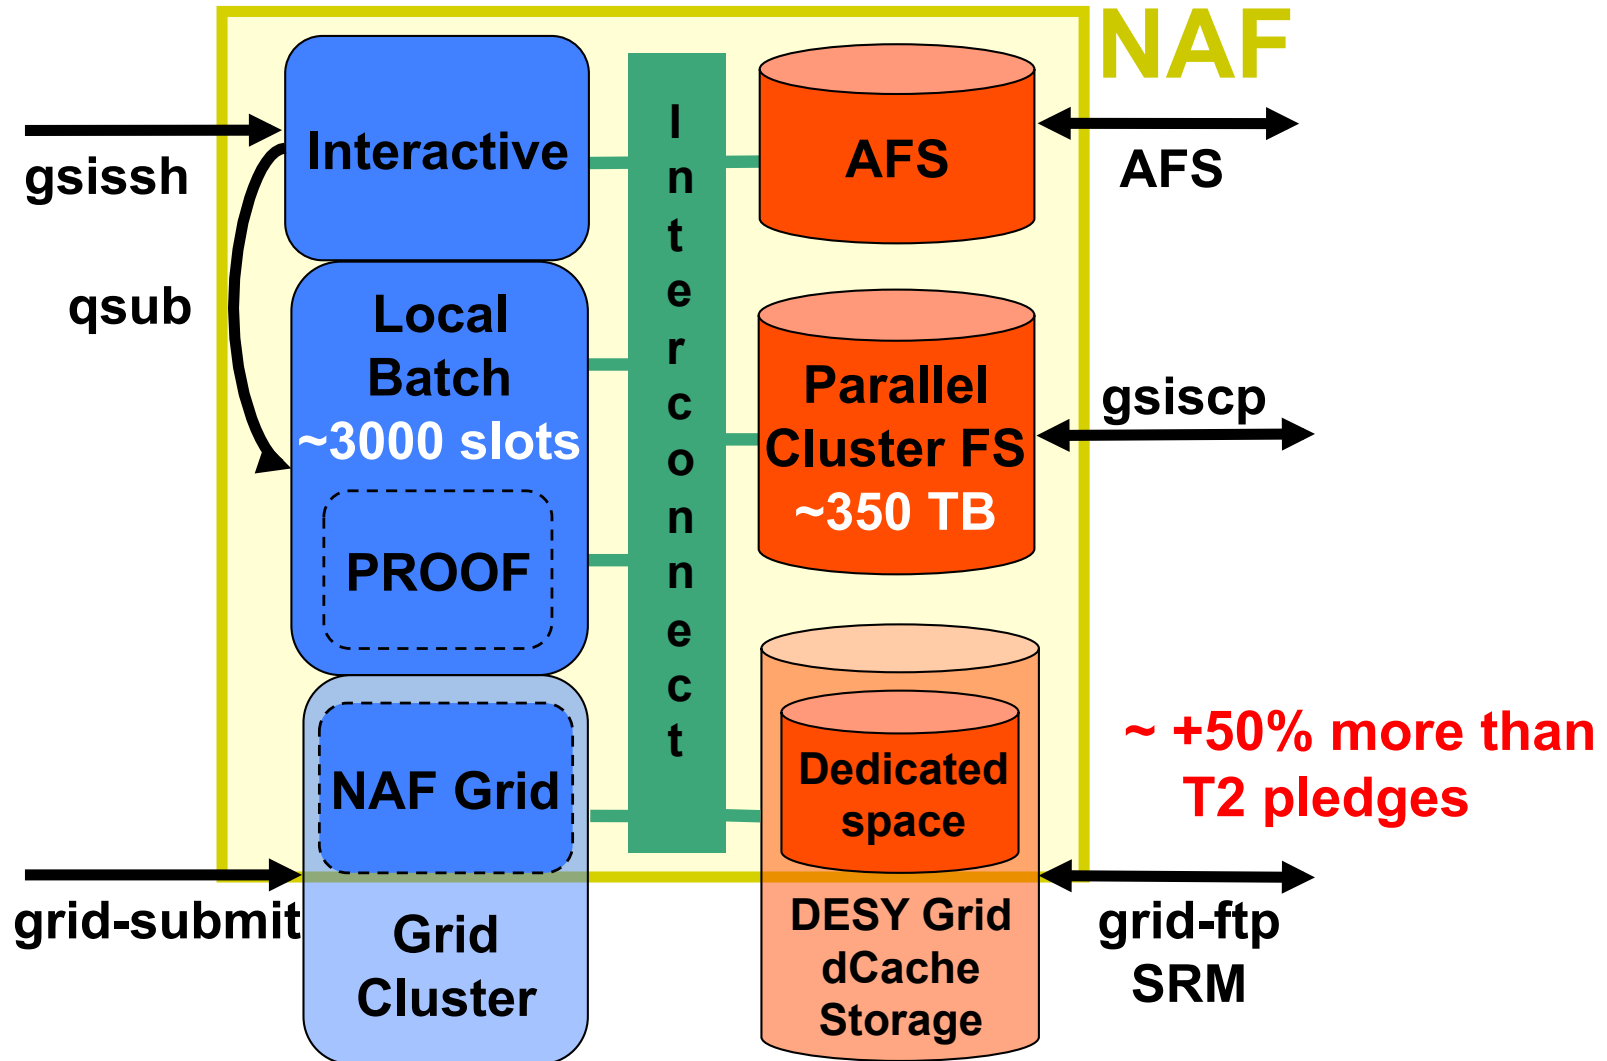 NAF
gsissh
Interactive
Interconnect
AFS
AFS
qsub
Local
Batch
~3000 slots
PROOF
Parallel
Cluster FS
~350 TB
gsiscp
NAF Grid
Dedicated
space
~ +50% more than
T2 pledges
grid-submit
Grid
Cluster
DESY Grid
dCache
Storage
grid-ftp
SRM